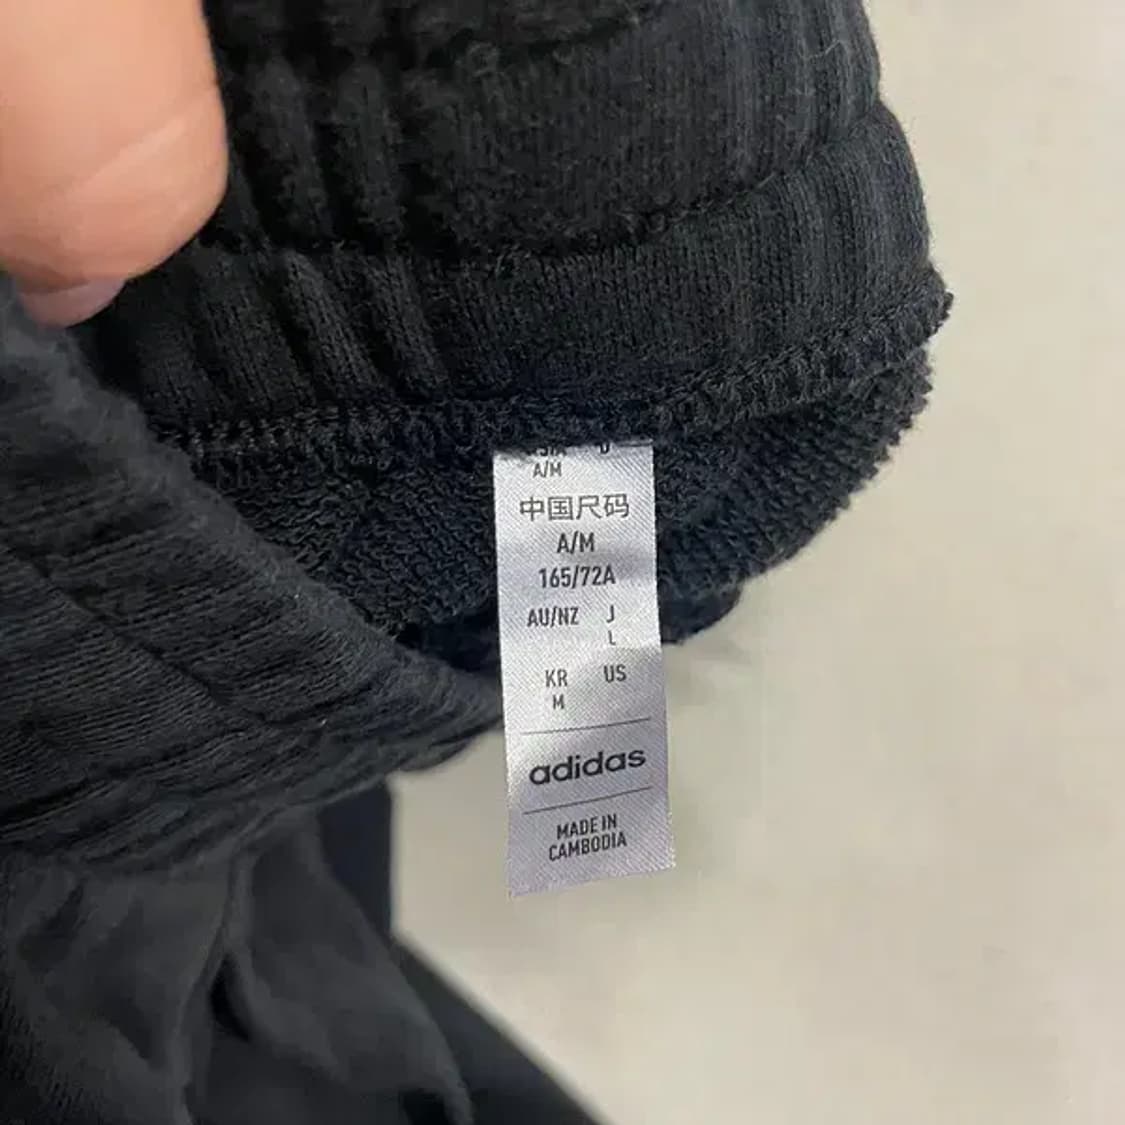 A/M
中国尺码
A/M
165/72A
AU/NZ J
L
KR US
M
adidas
MADE IN
CAMBODIA